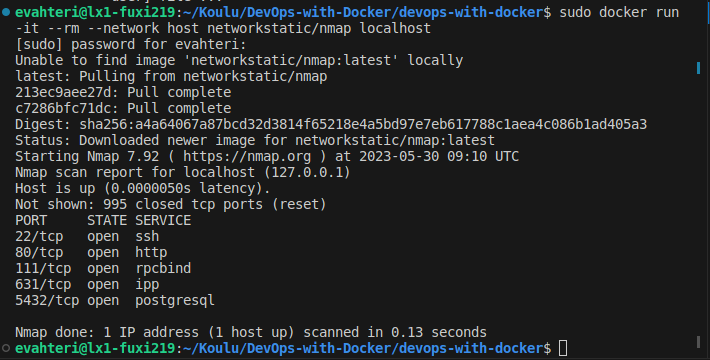 evahteri@lx1-fuxi219:~/Koulu/DevOps-with-Docker/devops-with-docker$ sudo docker run
-it --rm --network host networkstatic/nmap localhost
[sudo] password for evahteri:
Unable to find image 'networkstatic/nmap:latest' locally
latest: Pulling from networkstatic/nmap
213ec9aee27d: Pull complete
c7286bfc71dc: Pull complete
Digest: sha256:a4a64067a87bcd32d3814f65218e4a5bd97e7eb617788c1aea4c086b1ad405a3
Status: Downloaded newer image for networkstatic/nmap:latest
Starting Nmap 7.92 ( https://nmap.org ) at 2023-05-30 09:10 UTC
Nmap scan report for localhost (127.0.0.1)
Host is up (0.0000050s latency).
Not shown: 995 closed tcp ports (reset)
PORT     STATE SERVICE
22/tcp   open  ssh
80/tcp   open  http
111/tcp  open  rpcbind
631/tcp  open  ipp
5432/tcp open  postgresql
Nmap done: 1 IP address (1 host up) scanned in 0.13 seconds
evahteri@lx1-fuxi219:~/Koulu/DevOps-with-Docker/devops-with-docker$